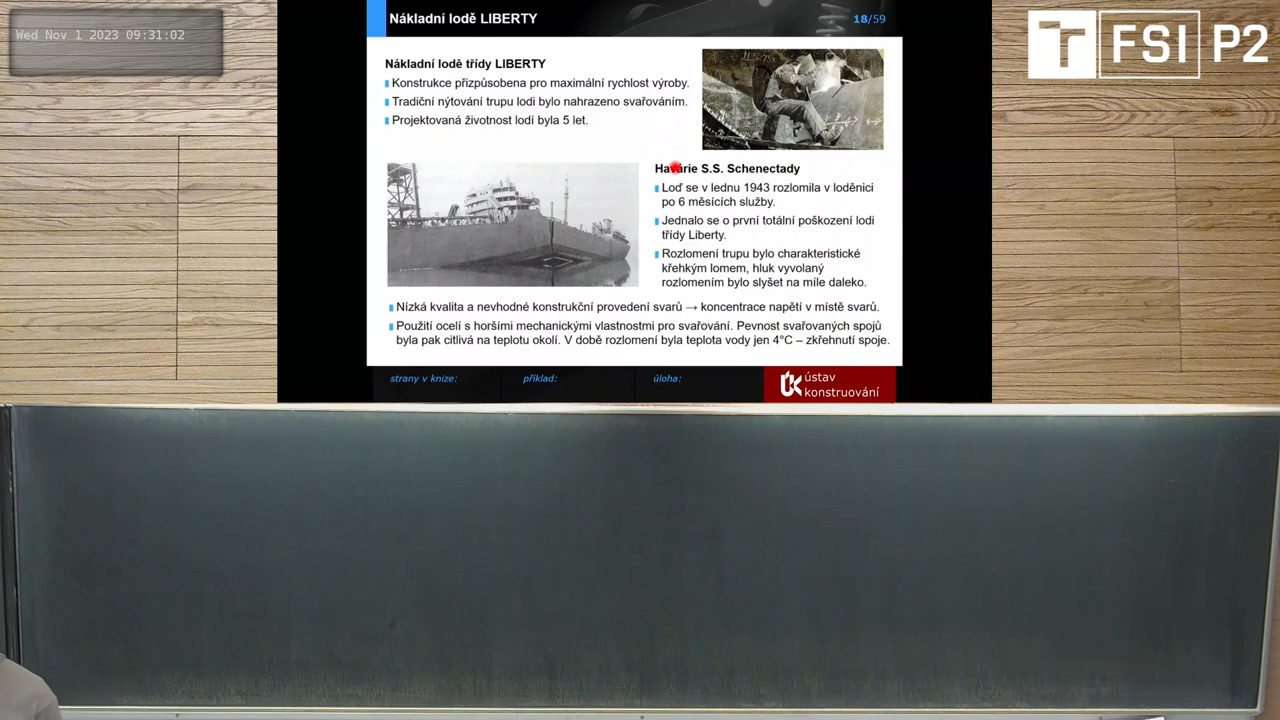 Wed Nov 1 2023 09:31:02
Nákladní lodě LIBERTY
18/59
FSI P2
Nákladní lodě třídy LIBERTY
Konstrukce přizpůsobena pro maximální rychlost výroby.
Tradiční nýtování trupu lodi bylo nahrazeno svařováním.
Projektovaná životnost lodí byla 5 let.
Havárie S.S. Schenectady
Loď se v lednu 1943 rozlomila v loděnici
po 6 měsících služby.
Jednalo se o první totální poškození lodi
třídy Liberty.
Rozlomení trupu bylo charakteristické
křehkým lomem, hluk vyvolaný
rozlomením bylo slyšet na míle daleko.
Nízká kvalita a nevhodné konstrukční provedení svarů → koncentrace napětí v místě svarů.
Použití ocelí s horšími mechanickými vlastnostmi pro svařování. Pevnost svařovaných spojů
byla pak citlivá na teplotu okolí. V době rozlomení byla teplota vody jen 4°C – zkřehnutí spoje.
strany v knize:
příklad:
úloha:
ústav
konstruování